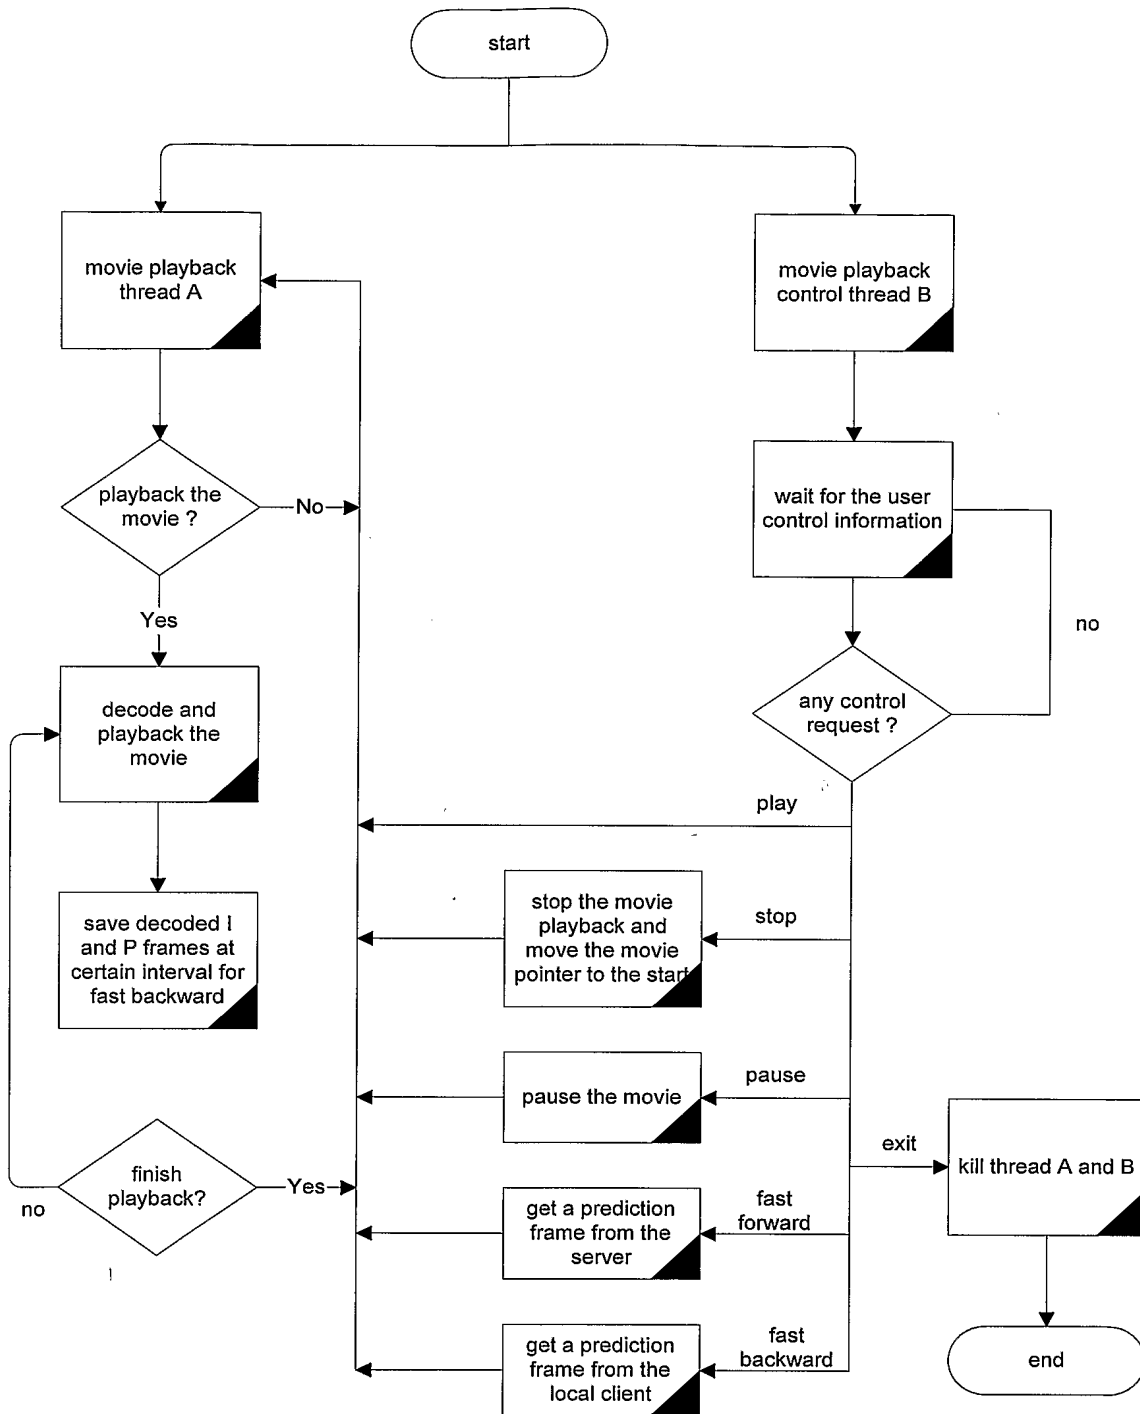 start
movie playback
thread A
movie playback
control thread B
playback the
movie ?
No
wait for the user
control information
Yes
no
decode and
playback the
movie
any control
request ?
play
save decoded I
and P frames at
certain interval for
fast backward
stop the movie
playback and
move the movie
pointer to the start
stop
pause the movie
pause
finish
playback?
no
Yes
exit
kill thread A and B
get a prediction
frame from the
server
fast
forward
get a prediction
frame from the
local client
fast
backward
end